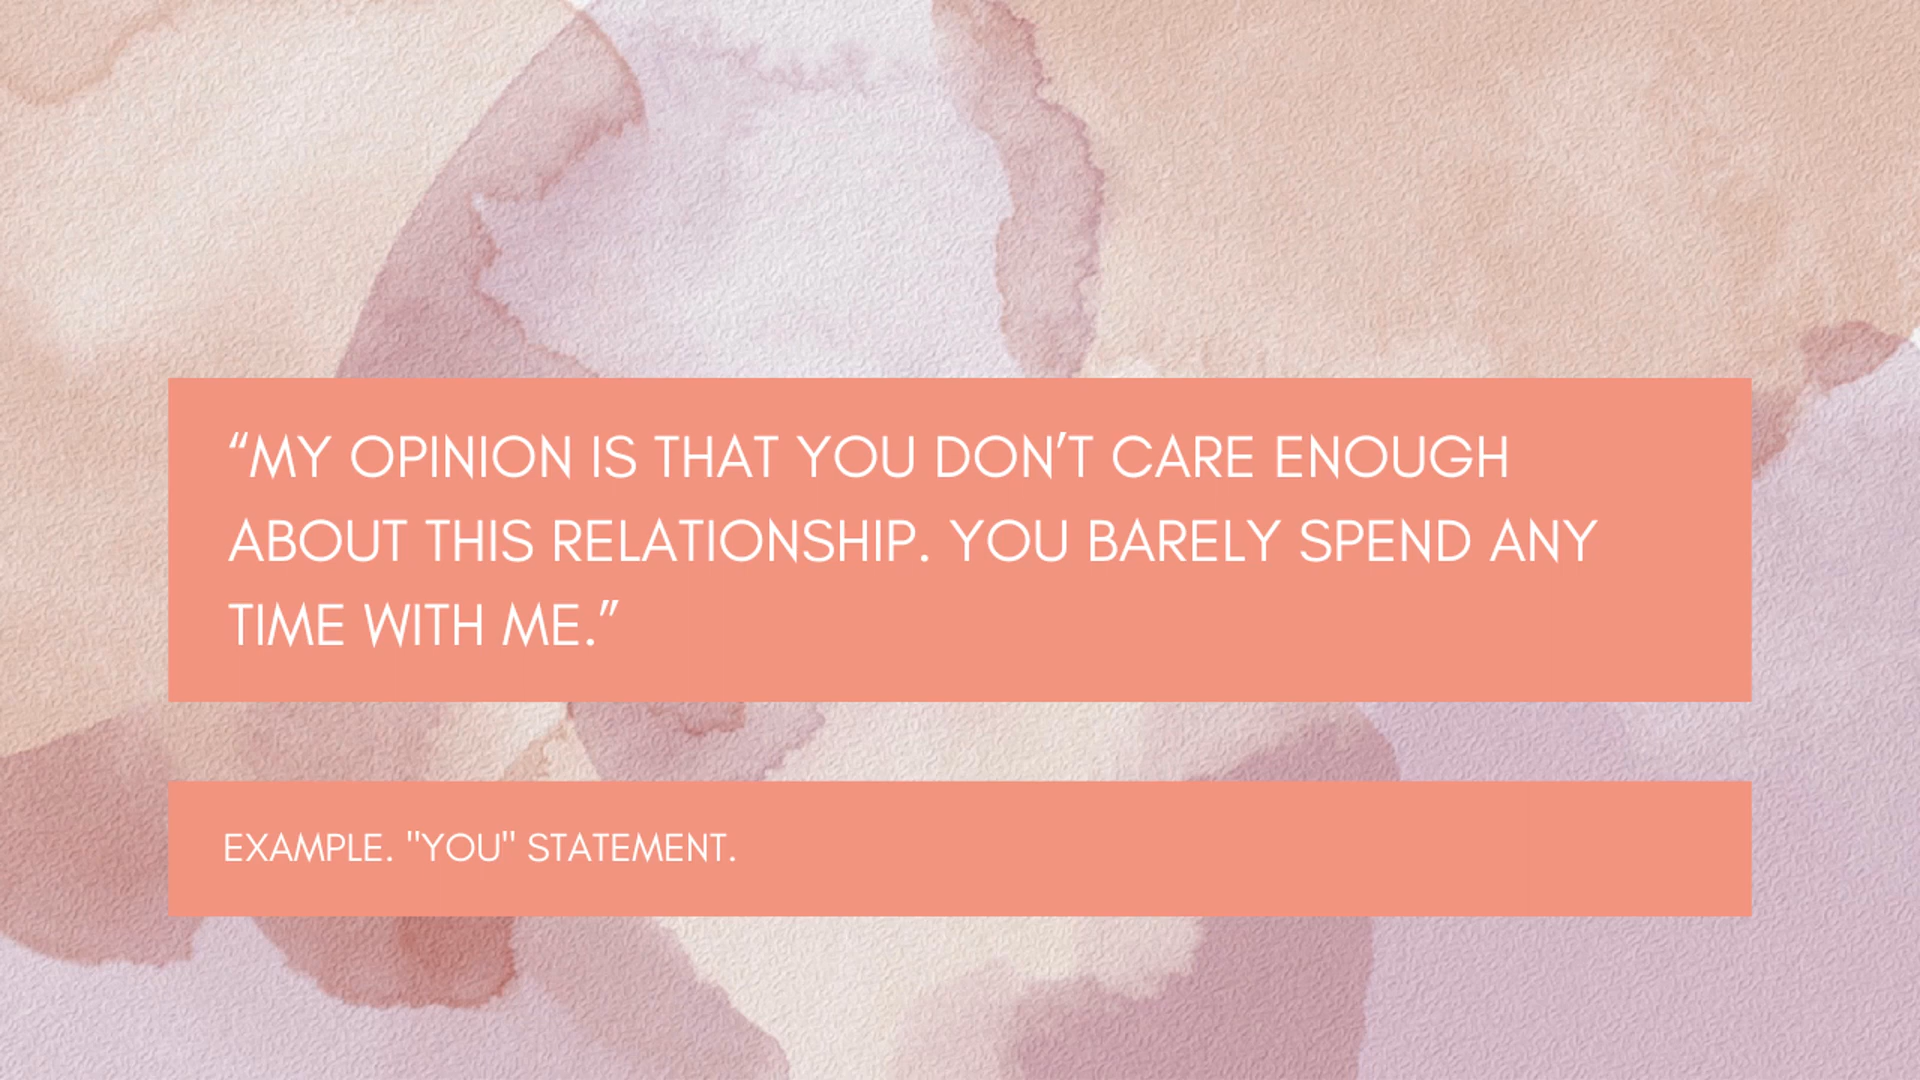 “MY OPINION IS THAT YOU DON’T CARE ENOUGH
ABOUT THIS RELATIONSHIP. YOU BARELY SPEND ANY
TIME WITH ME.”
EXAMPLE. "YOU" STATEMENT.